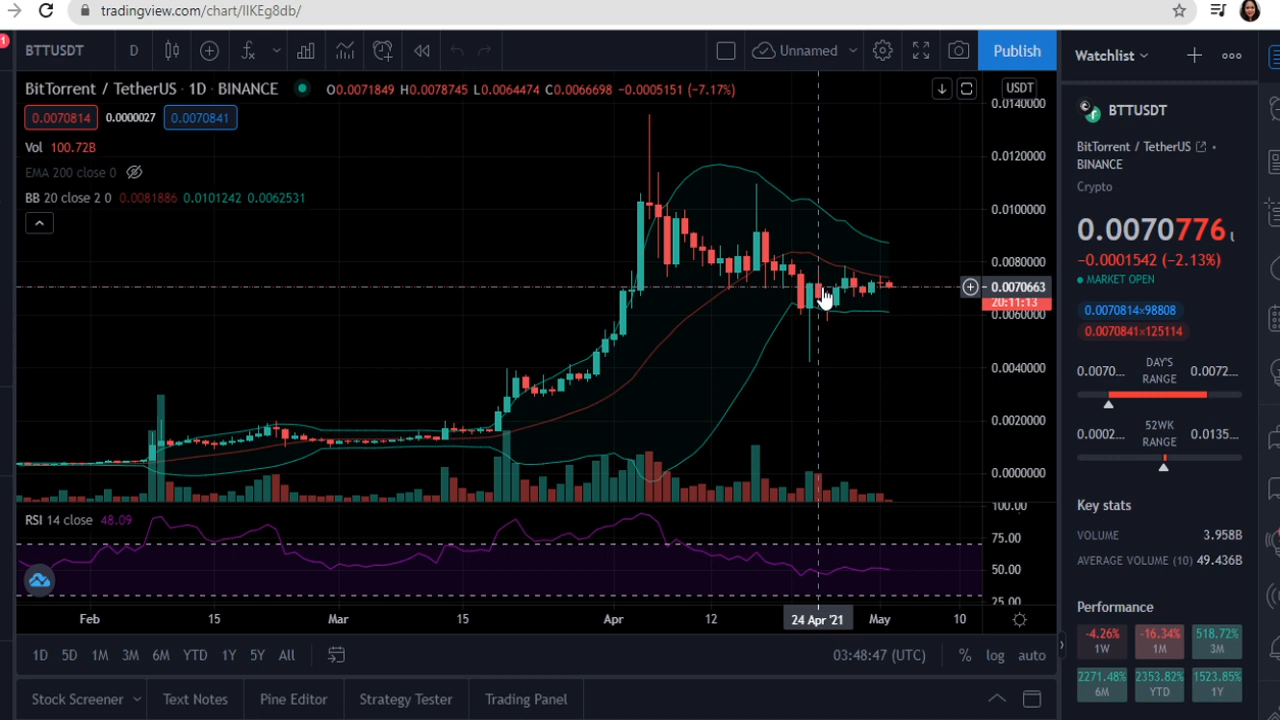 tradingview.com/chart/IIKEg8db/
1
BTTUSDT D Unnamed Publish
Watchlist
BitTorrent / TetherUS · 1D · BINANCE O0.0071849 H0.0078745 L0.0064474 C0.0066698 −0.0005151 (−7.17%)
0.0070814 0.0000027 0.0070841
Vol 100.72B
EMA 200 close 0
BB 20 close 2 0 0.0081886 0.0101242 0.0062531
USDT
0.0140000
0.0120000
0.0100000
0.0080000
0.0070663
20:11:13
0.0060000
0.0040000
0.0020000
0.0000000
RSI 14 close 48.09
100.00
75.00
50.00
25.00
Feb 15 Mar 15 Apr 12 24 Apr '21 May 10
1D 5D 1M 3M 6M YTD 1Y 5Y All 03:48:47 (UTC) % log auto
Stock Screener Text Notes Pine Editor Strategy Tester Trading Panel
BTTUSDT
BitTorrent / TetherUS ·
BINANCE
Crypto
0.0070776
−0.0001542 (−2.13%)
MARKET OPEN
0.0070814×98808
0.0070841×125114
0.0070... DAY'S RANGE 0.0072...
0.0002... 52WK RANGE 0.0135...
Key stats
VOLUME 3.958B
AVERAGE VOLUME (10) 49.436B
Performance
-4.26% -16.34% 518.72%
1W 1M 3M
2271.48% 2353.82% 1523.85%
6M YTD 1Y